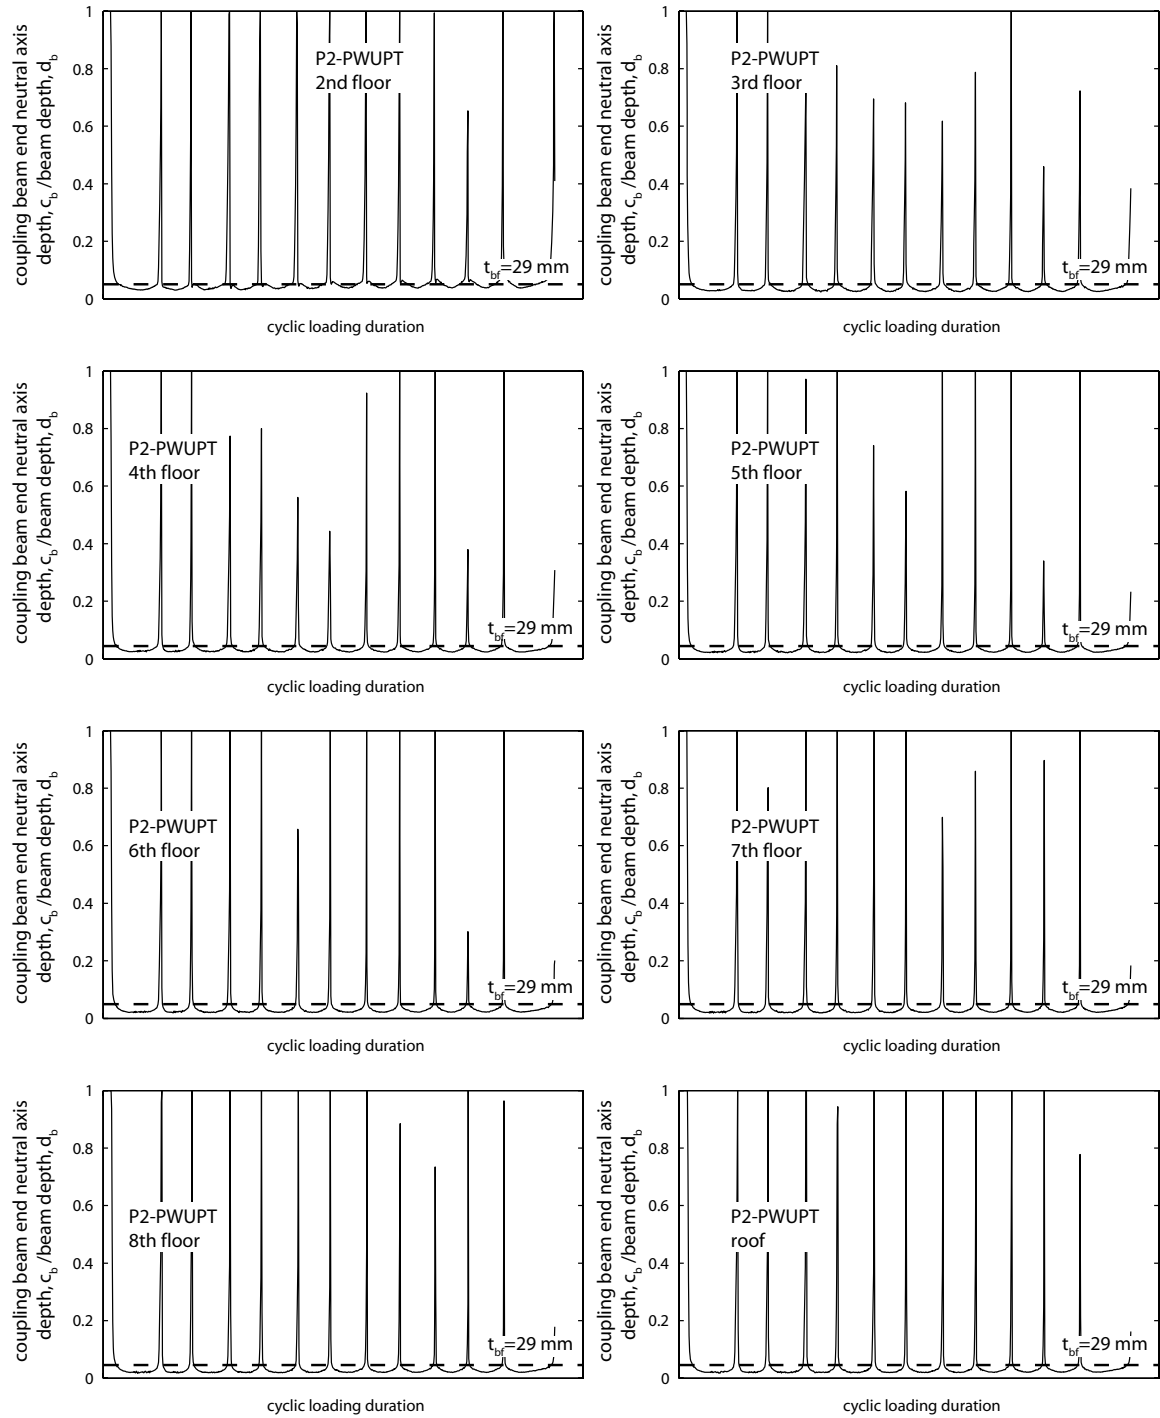 coupling beam end neutral axis
depth, c_b /beam depth, d_b
1
0.8
0.6
0.4
0.2
0
P2-PWUPT
2nd floor
t_bf=29 mm
cyclic loading duration
coupling beam end neutral axis
depth, c_b /beam depth, d_b
1
0.8
0.6
0.4
0.2
0
P2-PWUPT
3rd floor
t_bf=29 mm
cyclic loading duration
coupling beam end neutral axis
depth, c_b /beam depth, d_b
1
0.8
0.6
0.4
0.2
0
P2-PWUPT
4th floor
t_bf=29 mm
cyclic loading duration
coupling beam end neutral axis
depth, c_b /beam depth, d_b
1
0.8
0.6
0.4
0.2
0
P2-PWUPT
5th floor
t_bf=29 mm
cyclic loading duration
coupling beam end neutral axis
depth, c_b /beam depth, d_b
1
0.8
0.6
0.4
0.2
0
P2-PWUPT
6th floor
t_bf=29 mm
cyclic loading duration
coupling beam end neutral axis
depth, c_b /beam depth, d_b
1
0.8
0.6
0.4
0.2
0
P2-PWUPT
7th floor
t_bf=29 mm
cyclic loading duration
coupling beam end neutral axis
depth, c_b /beam depth, d_b
1
0.8
0.6
0.4
0.2
0
P2-PWUPT
8th floor
t_bf=29 mm
cyclic loading duration
coupling beam end neutral axis
depth, c_b /beam depth, d_b
1
0.8
0.6
0.4
0.2
0
P2-PWUPT
roof
t_bf=29 mm
cyclic loading duration